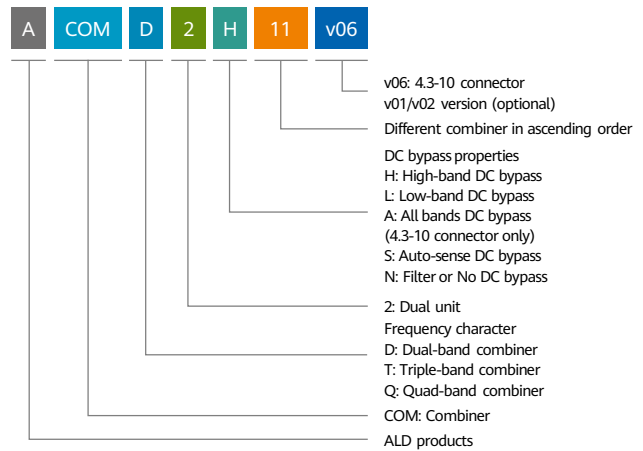 A COM D 2 H 11 v06
v06: 4.3-10 connector
v01/v02 version (optional)
Different combiner in ascending order
DC bypass properties
H: High-band DC bypass
L: Low-band DC bypass
A: All bands DC bypass
(4.3-10 connector only)
S: Auto-sense DC bypass
N: Filter or No DC bypass
2: Dual unit
Frequency character
D: Dual-band combiner
T: Triple-band combiner
Q: Quad-band combiner
COM: Combiner
ALD products